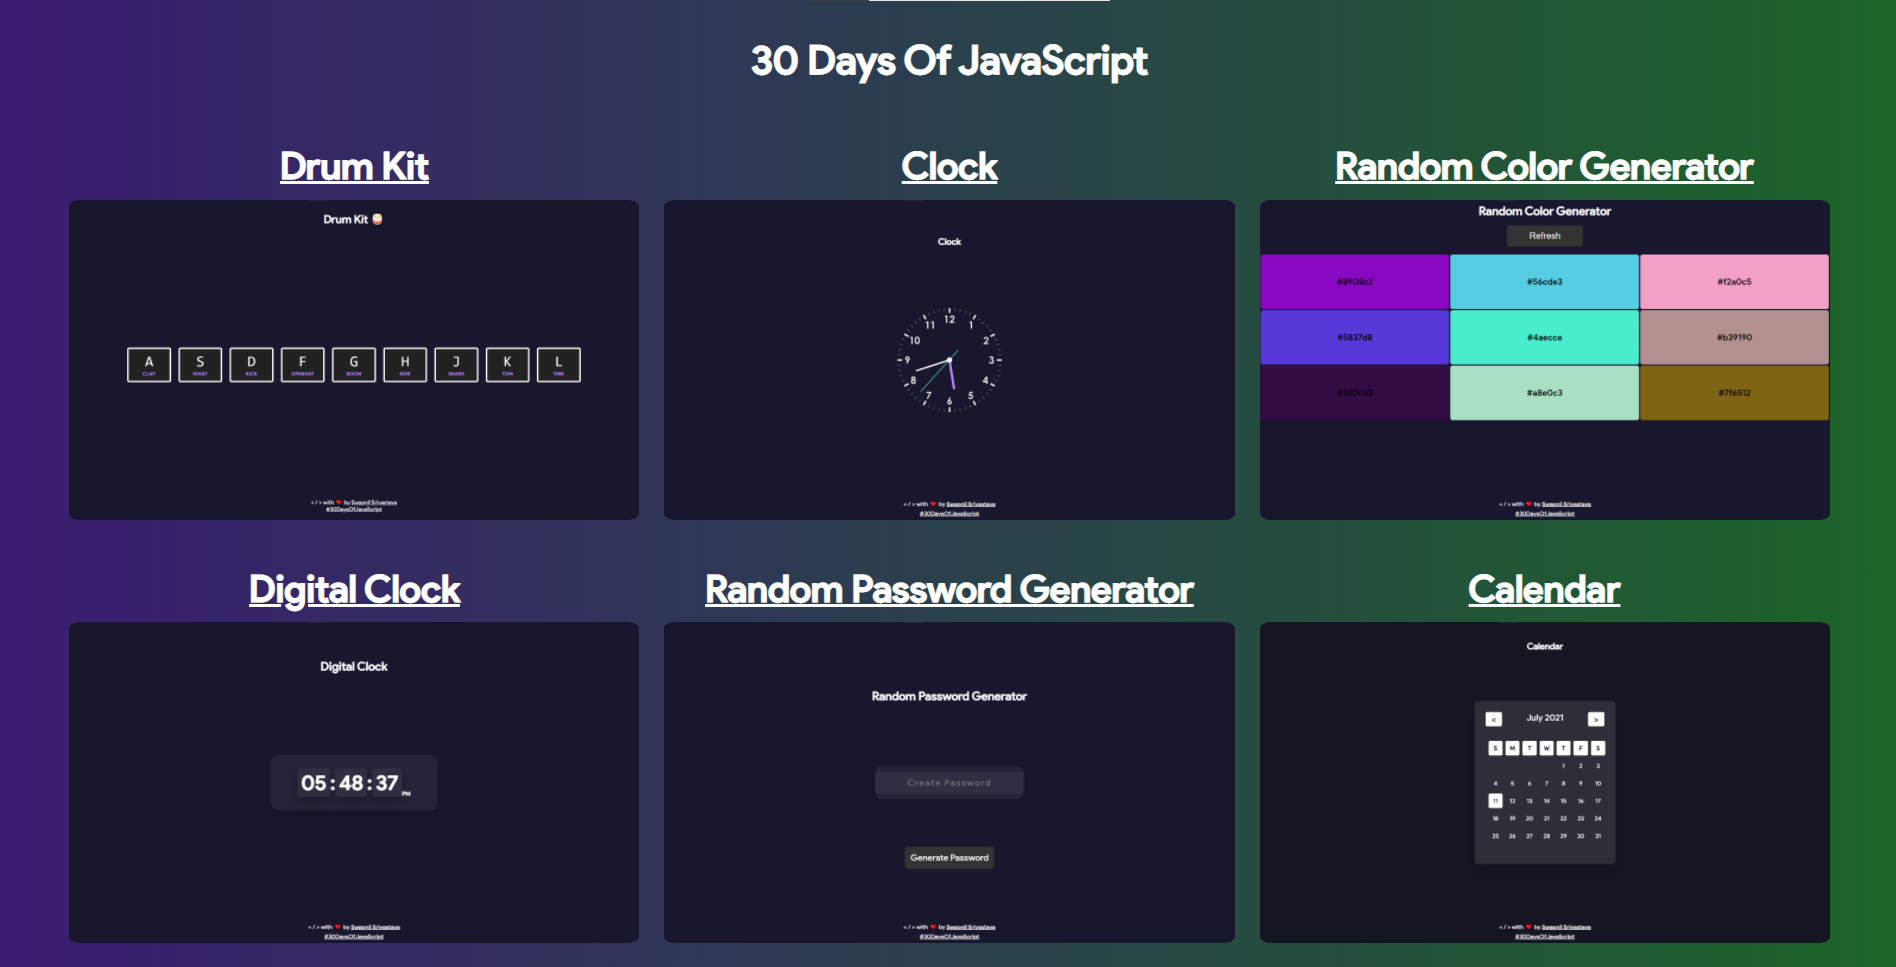 30 Days Of JavaScript
Drum Kit
Drum Kit
A S D F G H J K L
CLAP HIHAT KICK OPENHAT BOOM RIDE SNARE TOM TINK
</> with ❤ by Swapnil Srivastava
#30DaysOfJavaScript
Clock
Clock
12
1
2
3
4
5
6
7
8
9
10
11
</> with ❤ by Swapnil Srivastava
#30DaysOfJavaScript
Random Color Generator
Random Color Generator
Refresh
#8908c2 #56cde3 #f2a0c5
#5837d8 #4aecce #b39190
#320c43 #a8e0c3 #7f6512
</> with ❤ by Swapnil Srivastava
#30DaysOfJavaScript
Digital Clock
Digital Clock
05 : 48 : 37 PM
</> with ❤ by Swapnil Srivastava
#30DaysOfJavaScript
Random Password Generator
Random Password Generator
Create Password
Generate Password
</> with ❤ by Swapnil Srivastava
#30DaysOfJavaScript
Calendar
Calendar
< July 2021 >
S M T W T F S
1 2 3
4 5 6 7 8 9 10
11 12 13 14 15 16 17
18 19 20 21 22 23 24
25 26 27 28 29 30 31
</> with ❤ by Swapnil Srivastava
#30DaysOfJavaScript